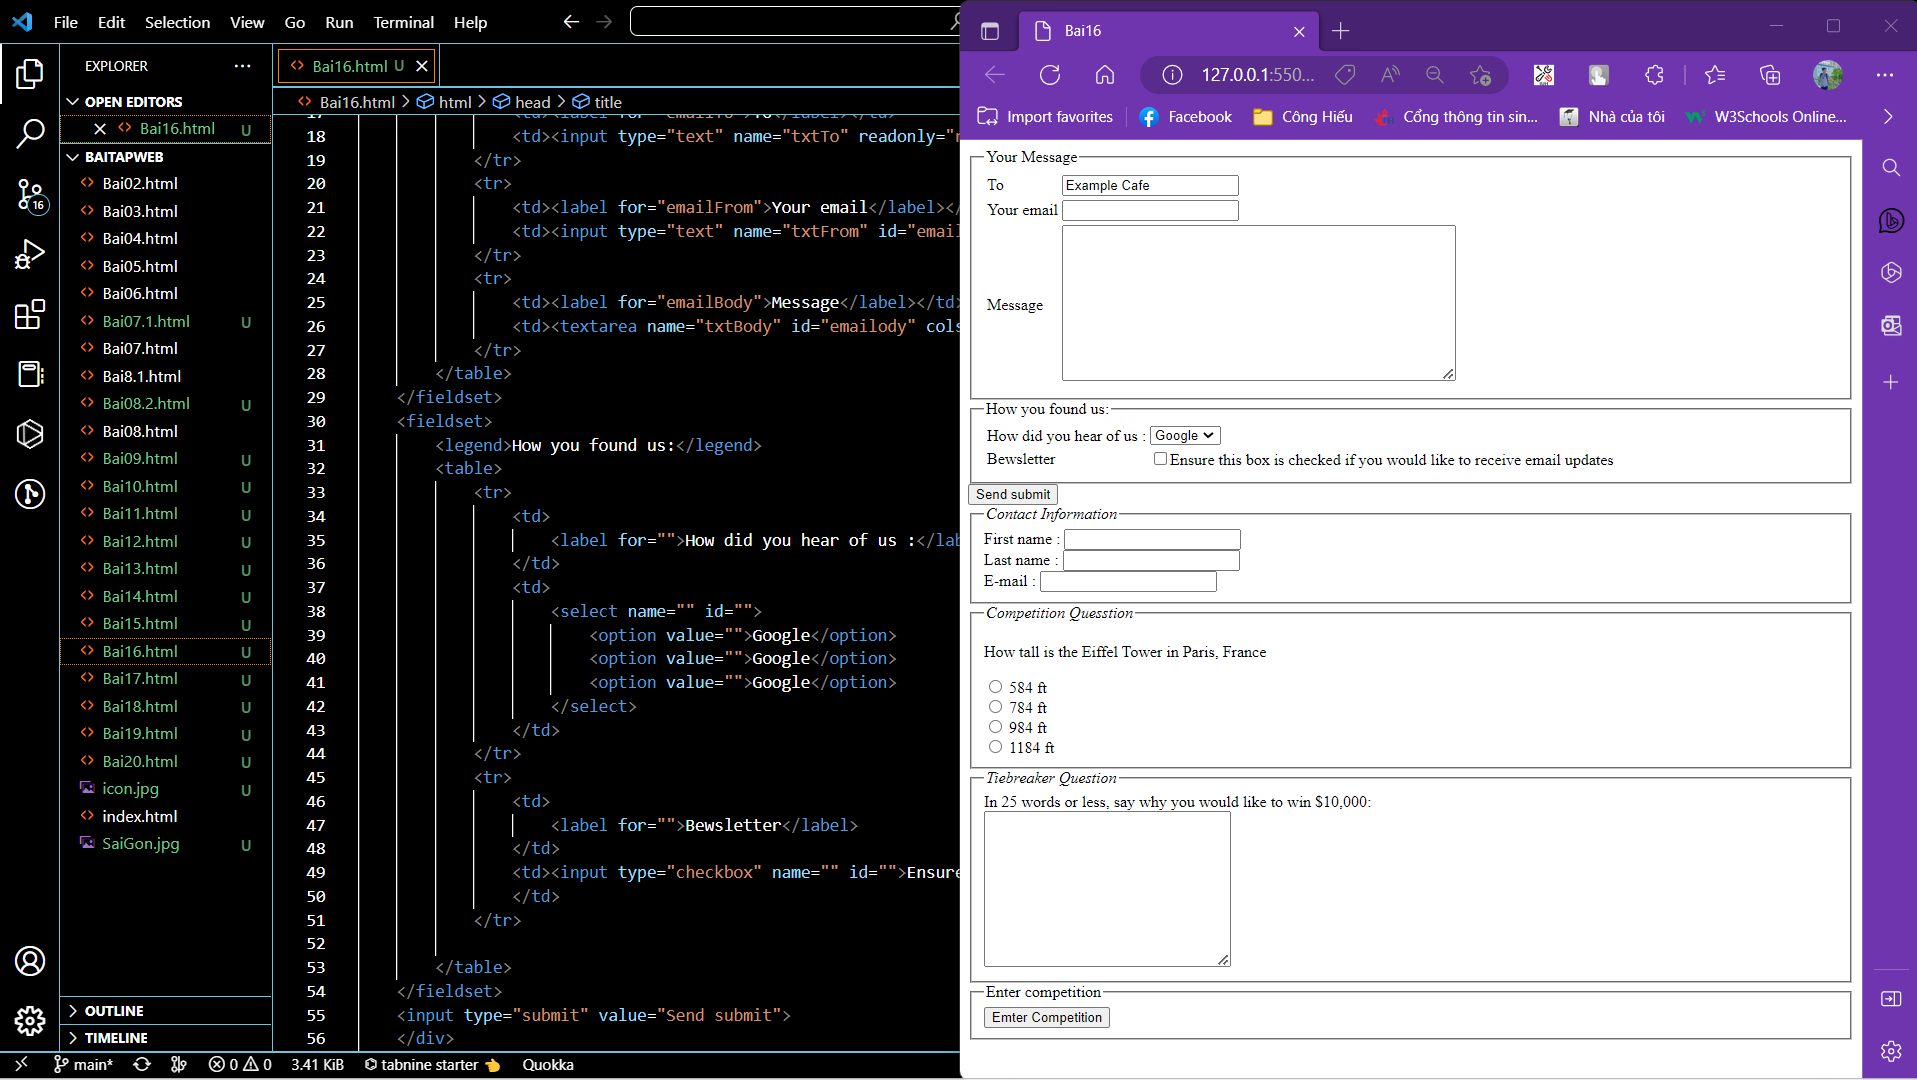 File Edit Selection View Go Run Terminal Help
EXPLORER
OPEN EDITORS
Bai16.html U
BAITAPWEB
Bai02.html
Bai03.html
Bai04.html
Bai05.html
Bai06.html
Bai07.1.html U
Bai07.html
Bai8.1.html
Bai08.2.html U
Bai08.html
Bai09.html U
Bai10.html U
Bai11.html U
Bai12.html U
Bai13.html U
Bai14.html U
Bai15.html U
Bai16.html U
Bai17.html U
Bai18.html U
Bai19.html U
Bai20.html U
icon.jpg U
index.html
SaiGon.jpg U
OUTLINE
TIMELINE
16
Bai16.html U
Bai16.html > html > head > title
18 <td><input type="text" name="txtTo" readonly="
19 </tr>
20 <tr>
21 <td><label for="emailFrom">Your email</label></
22 <td><input type="text" name="txtFrom" id="email
23 </tr>
24 <tr>
25 <td><label for="emailBody">Message</label></td>
26 <td><textarea name="txtBody" id="emailody" cols
27 </tr>
28 </table>
29 </fieldset>
30 <fieldset>
31 <legend>How you found us:</legend>
32 <table>
33 <tr>
34 <td>
35 <label for="">How did you hear of us :</lab
36 </td>
37 <td>
38 <select name="" id="">
39 <option value="">Google</option>
40 <option value="">Google</option>
41 <option value="">Google</option>
42 </select>
43 </td>
44 </tr>
45 <tr>
46 <td>
47 <label for="">Bewsletter</label>
48 </td>
49 <td><input type="checkbox" name="" id="">Ensure
50 </td>
51 </tr>
52
53 </table>
54 </fieldset>
55 <input type="submit" value="Send submit">
56 </div>
main* 0 0 3.41 KiB tabnine starter Quokka
Bai16
127.0.0.1:550...
Import favorites Facebook Công Hiếu Cổng thông tin sin... Nhà của tôi W3Schools Online...
Your Message
To Example Cafe
Your email
Message
How you found us:
How did you hear of us : Google
Bewsletter Ensure this box is checked if you would like to receive email updates
Send submit
Contact Information
First name :
Last name :
E-mail :
Competition Quesstion
How tall is the Eiffel Tower in Paris, France
584 ft
784 ft
984 ft
1184 ft
Tiebreaker Question
In 25 words or less, say why you would like to win $10,000:
Enter competition
Emter Competition